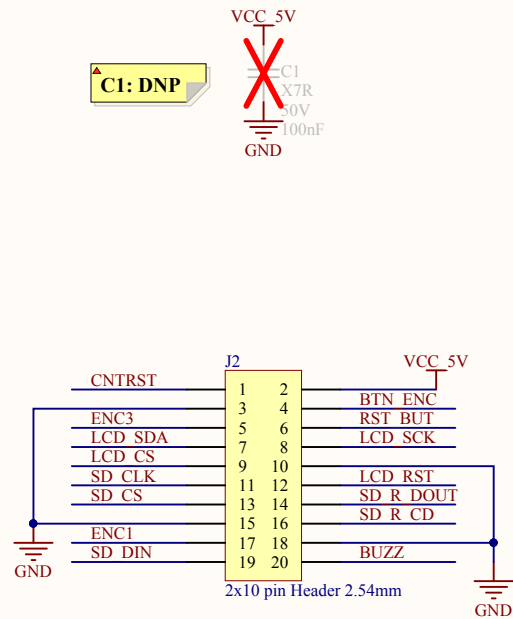 VCC_5V
C1: DNP
C1
X7R
50V
100nF
GND
J2
VCC_5V
CNTRST 1 2
3 4 BTN_ENC
ENC3 5 6 RST_BUT
LCD_SDA 7 8 LCD_SCK
LCD_CS 9 10
SD_CLK 11 12 LCD_RST
SD_CS 13 14 SD_R_DOUT
15 16 SD_R_CD
ENC1 17 18
SD_DIN 19 20 BUZZ
GND
2x10 pin Header 2.54mm
GND